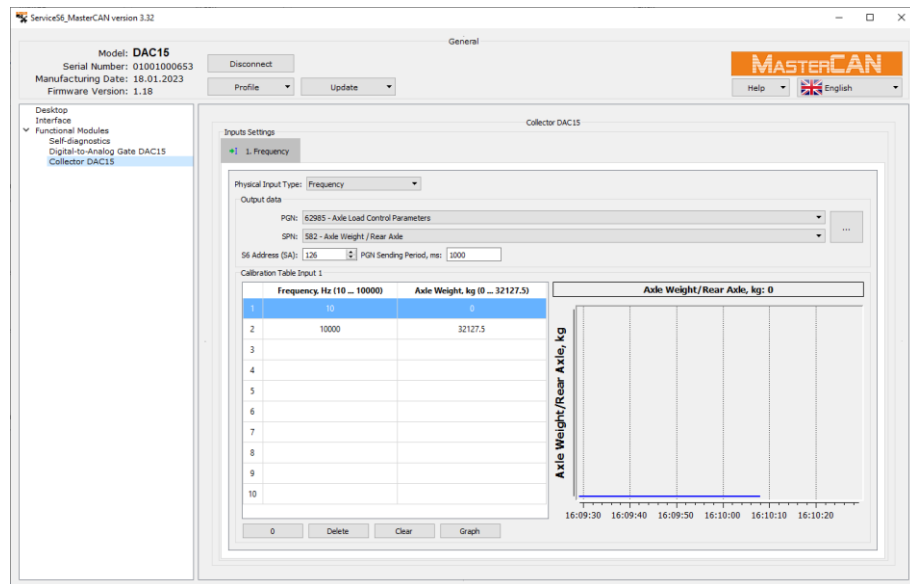 ServiceS6_MasterCAN version 3.32
General
Model: DAC15
Serial Number: 01001000653
Manufacturing Date: 18.01.2023
Firmware Version: 1.18
Disconnect
Profile
Update
MASTERCAN
Help
English
Desktop
Interface
Functional Modules
Self-diagnostics
Digital-to-Analog Gate DAC15
Collector DAC15
Collector DAC15
Inputs Settings
1. Frequency
Physical Input Type: Frequency
Output data
PGN: 62985 - Axle Load Control Parameters
SPN: 582 - Axle Weight /Rear Axle
...
S6 Address (SA): 126 PGN Sending Period, ms: 1000
Calibration Table Input 1
Frequency, Hz (10 ... 10000) Axle Weight, kg (0 ... 32127.5)
1 10 0
2 10000 32127.5
3
4
5
6
7
8
9
10
0 Delete Clear Graph
Axle Weight/Rear Axle, kg: 0
Axle Weight/Rear Axle, kg
16:09:30 16:09:40 16:09:50 16:10:00 16:10:10 16:10:20